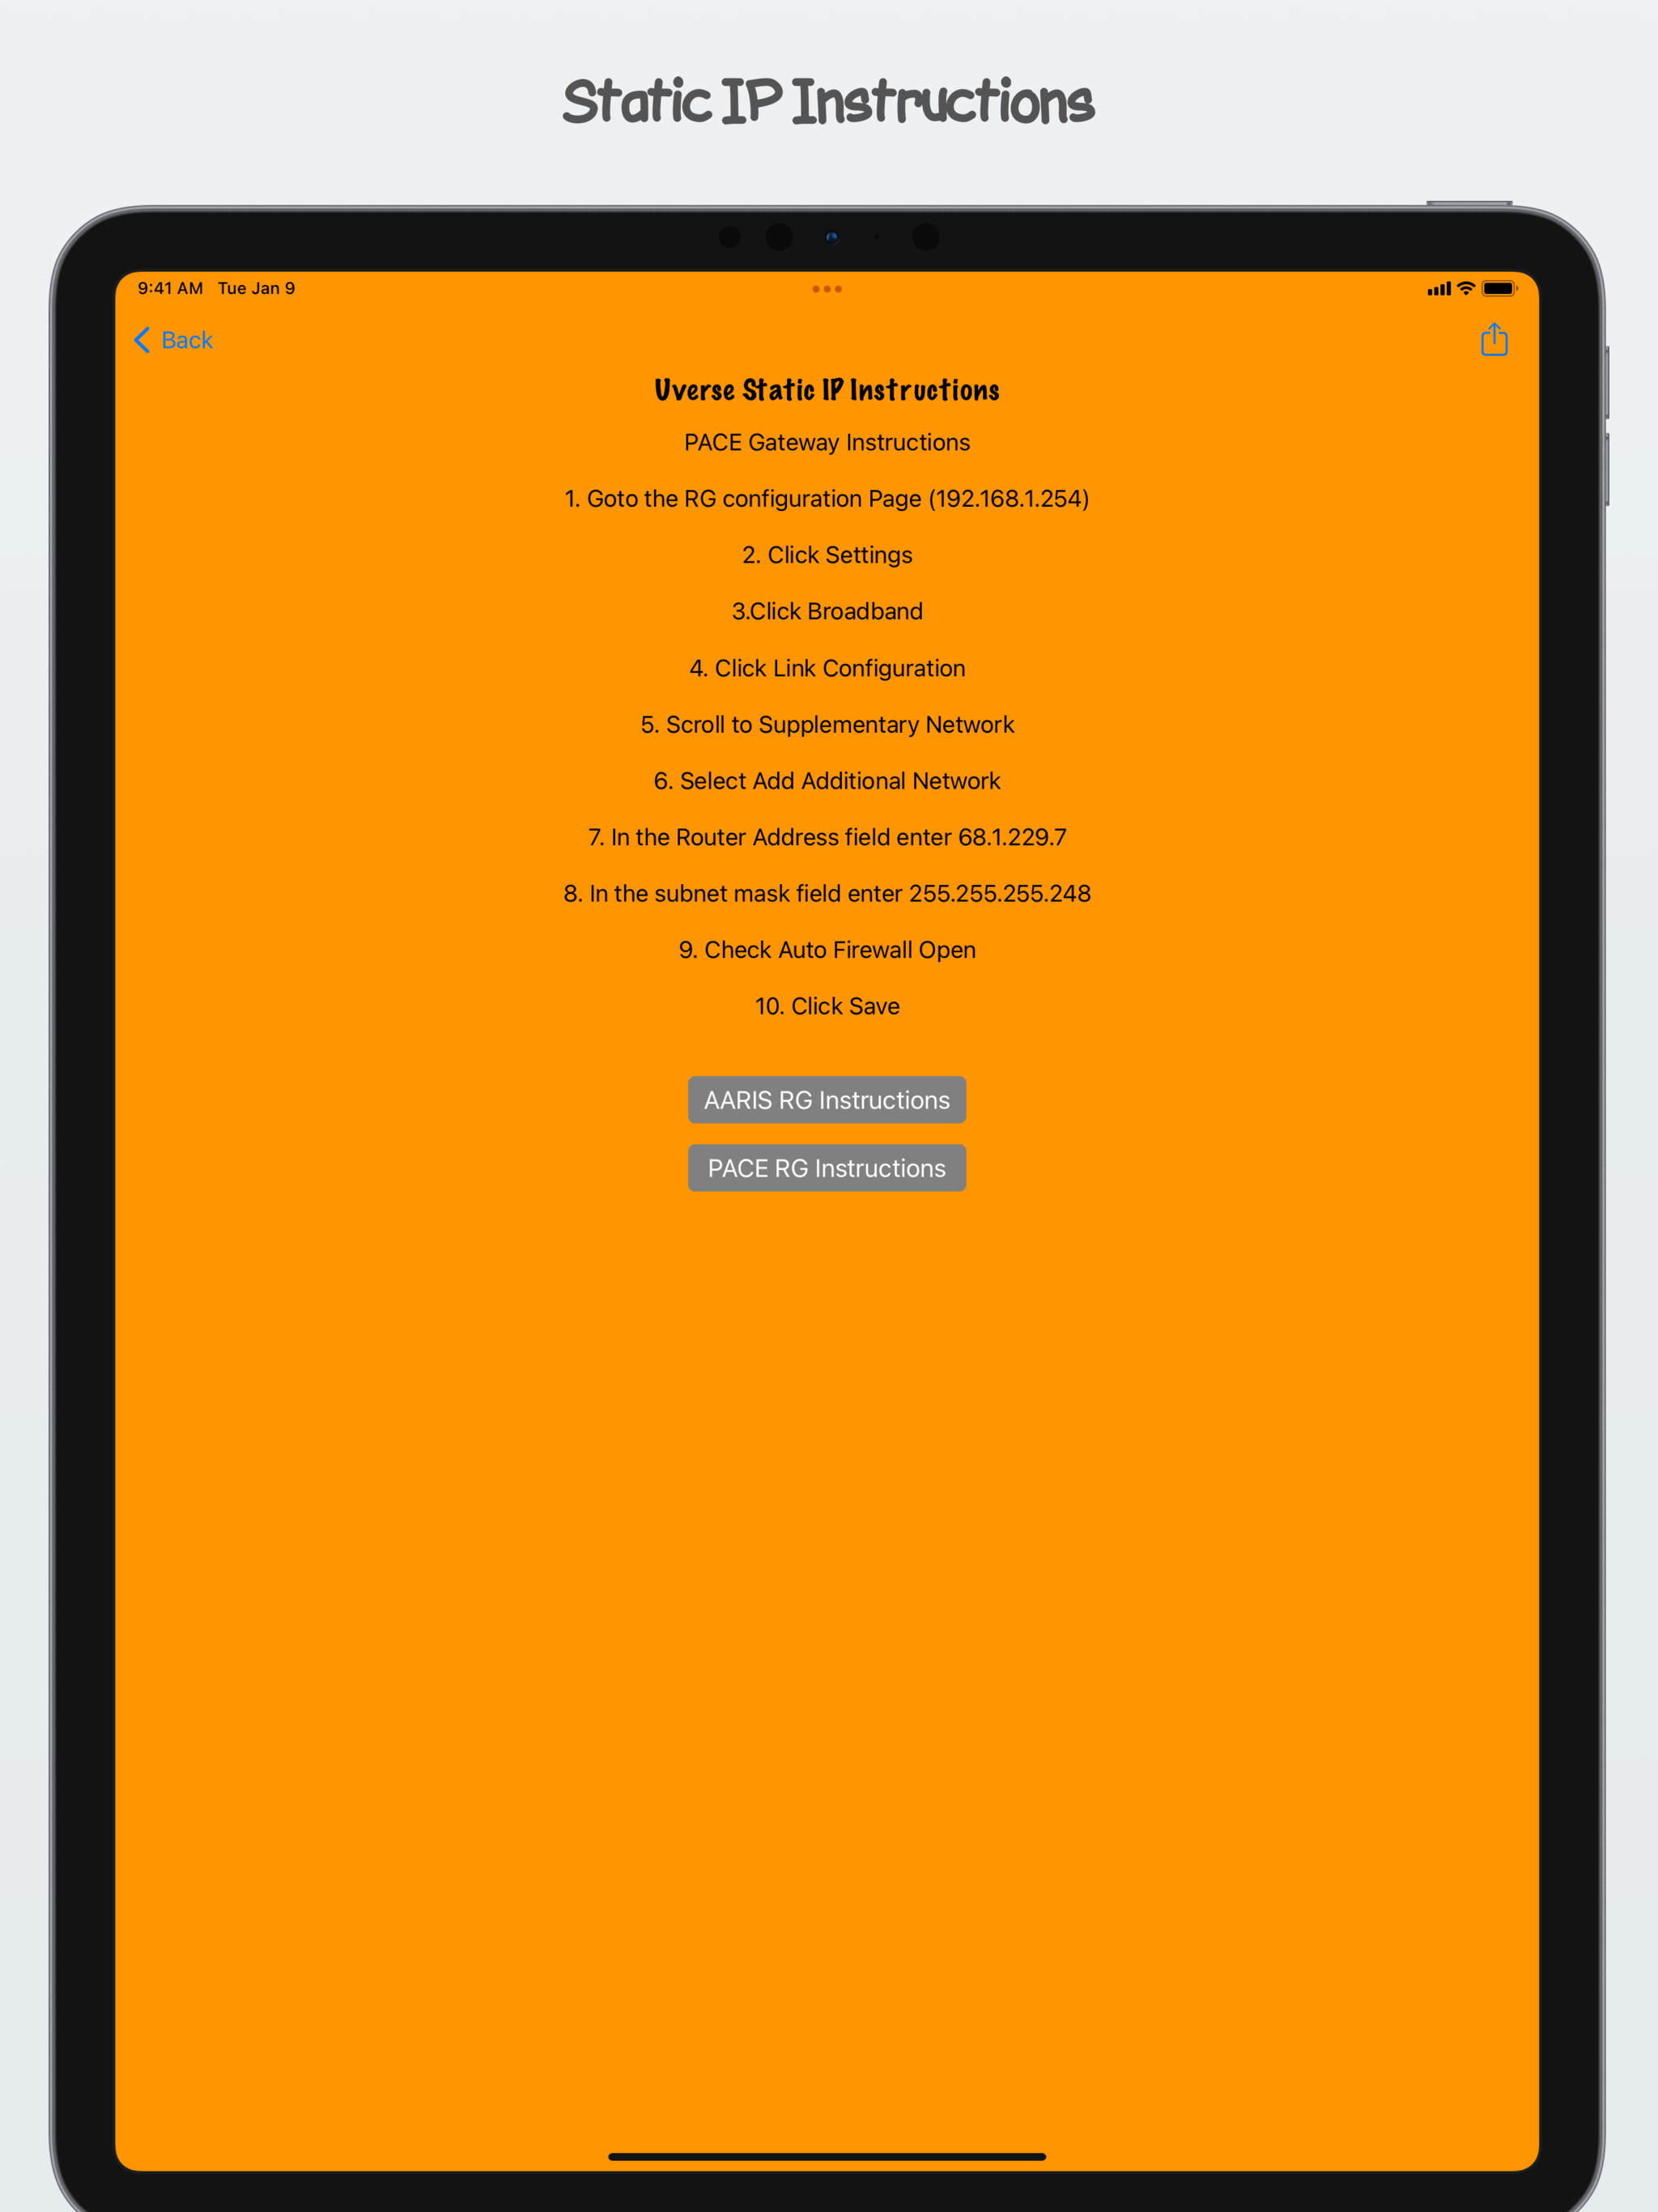 Static IP Instructions
9:41 AM Tue Jan 9
Back
Uverse Static IP Instructions
PACE Gateway Instructions
1. Goto the RG configuration Page (192.168.1.254)
2. Click Settings
3.Click Broadband
4. Click Link Configuration
5. Scroll to Supplementary Network
6. Select Add Additional Network
7. In the Router Address field enter 68.1.229.7
8. In the subnet mask field enter 255.255.255.248
9. Check Auto Firewall Open
10. Click Save
AARIS RG Instructions
PACE RG Instructions